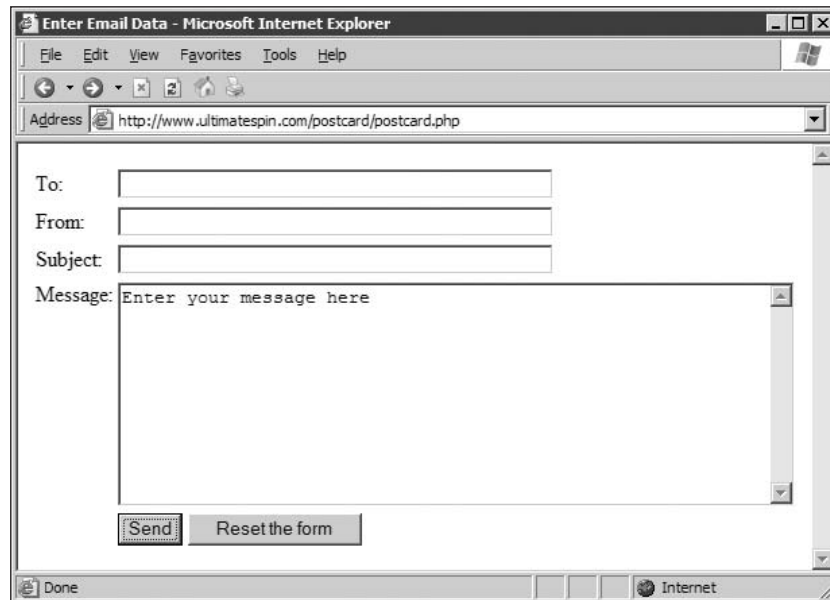 Enter Email Data - Microsoft Internet Explorer
File Edit View Favorites Tools Help
Address http://www.ultimatespin.com/postcard/postcard.php
To:
From:
Subject:
Message: Enter your message here
Send Reset the form
Done Internet